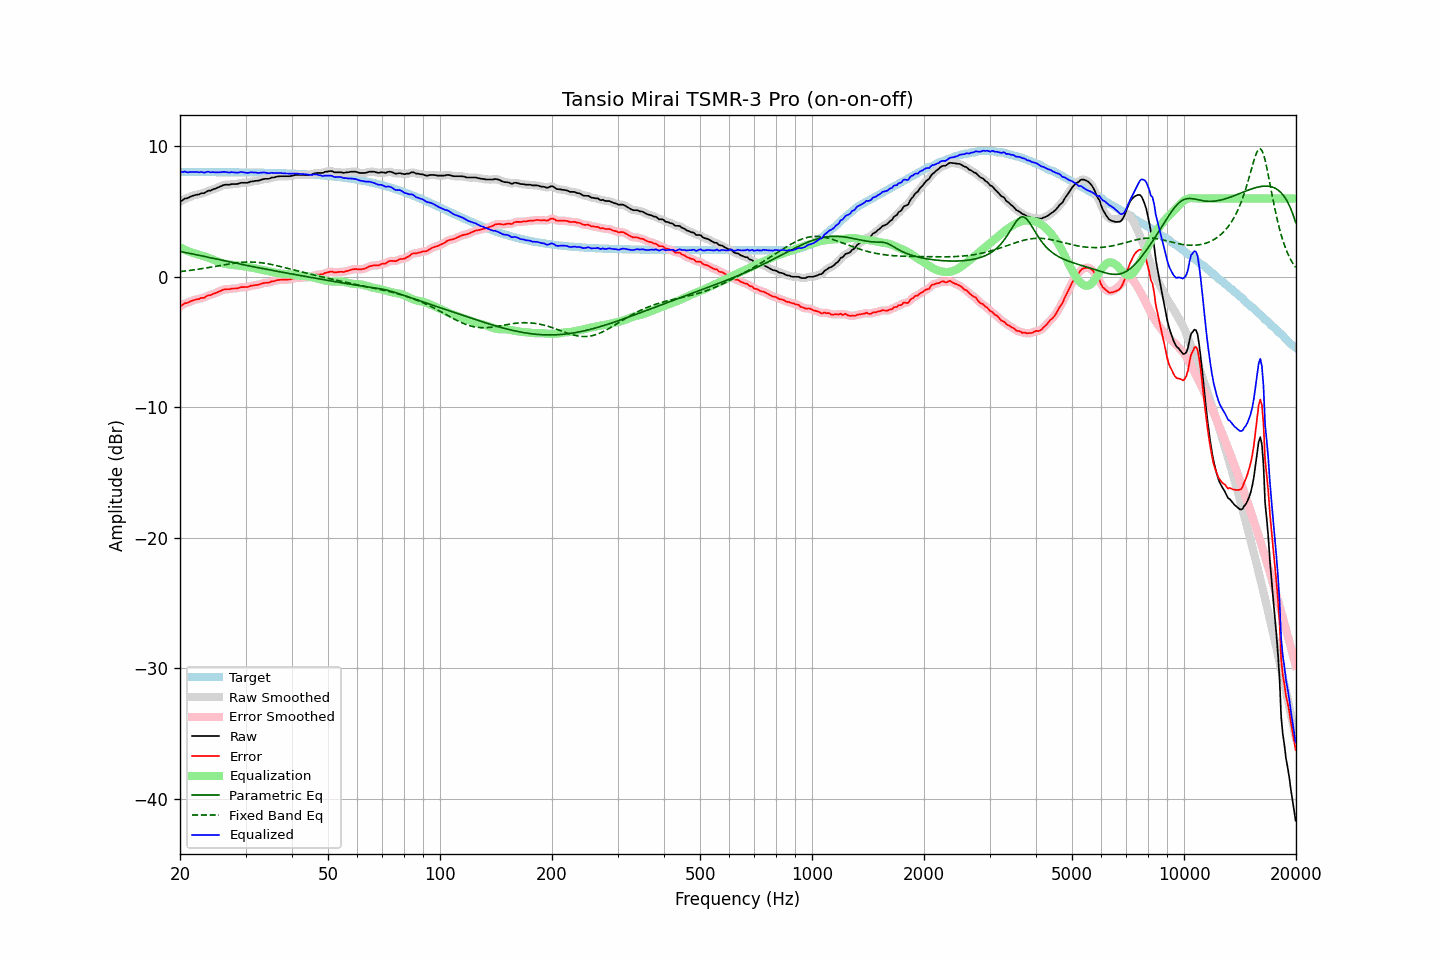 Tansio Mirai TSMR-3 Pro (on-on-off)
Amplitude (dBr)
10
0
−10
−20
−30
−40
Target
Raw Smoothed
Error Smoothed
Raw
Error
Equalization
Parametric Eq
Fixed Band Eq
Equalized
20 50 100 200 500 1000 2000 5000 10000 20000
Frequency (Hz)